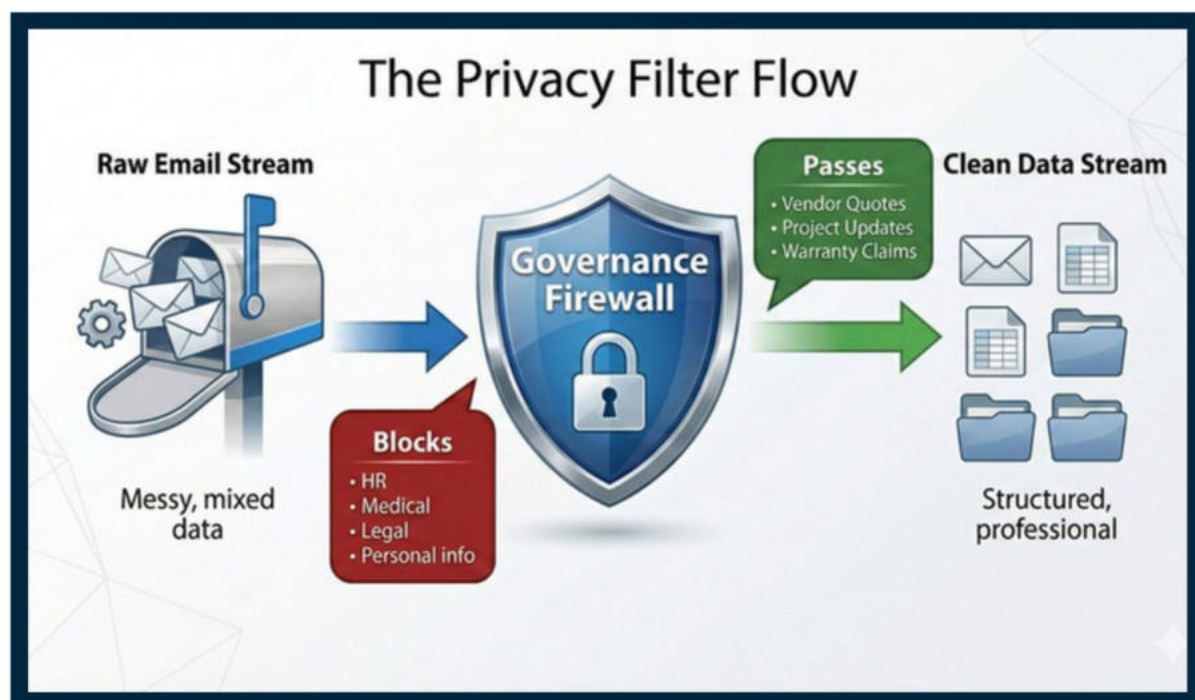 The Privacy Filter Flow
Raw Email Stream
Messy, mixed
data
Blocks
• HR
• Medical
• Legal
• Personal info
Governance
Firewall
Passes
• Vendor Quotes
• Project Updates
• Warranty Claims
Clean Data Stream
Structured,
professional